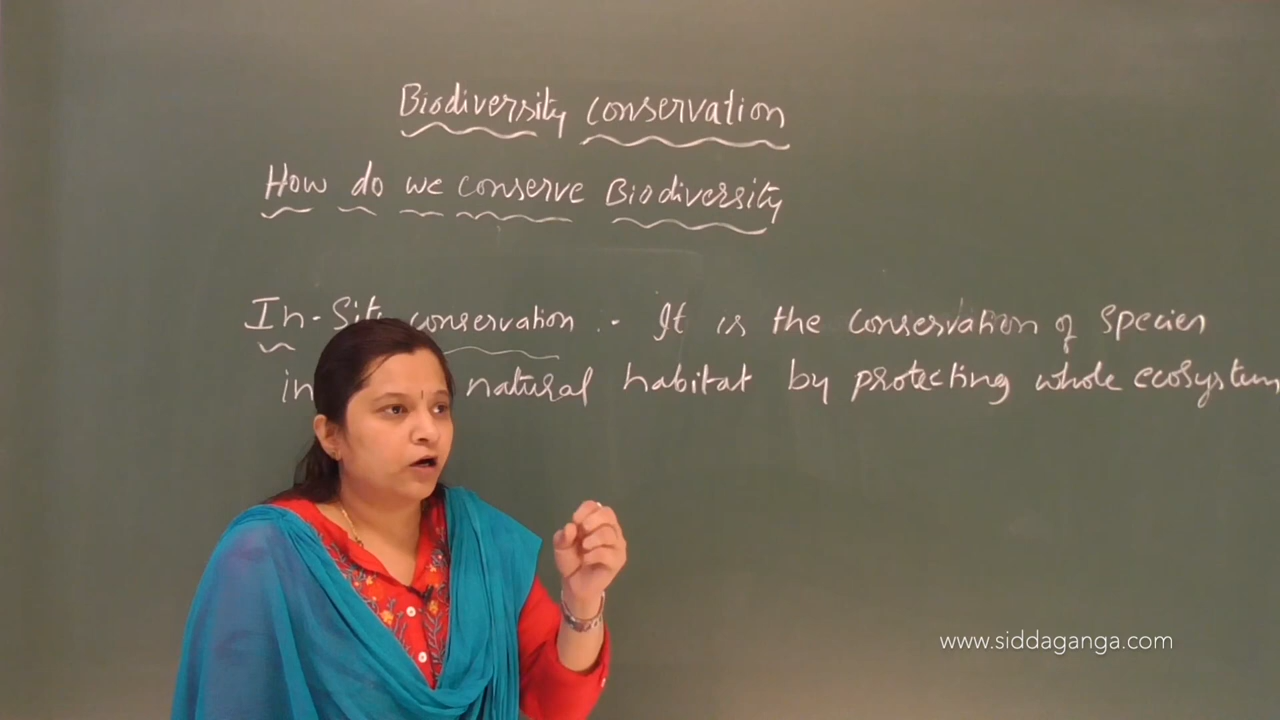 Biodiversity conservation
How do we conserve Biodiversity
In-Situ conservation :- It is the conservation of species
in natural habitat by protecting whole ecosystem
www.siddaganga.com